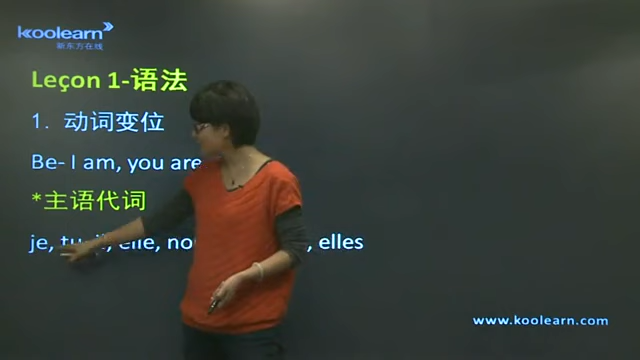 koolearn
新东方在线
Leçon 1-语法
1. 动词变位
Be- I am, you are
*主语代词
je, tu, il, elle, no , elles
www.koolearn.com